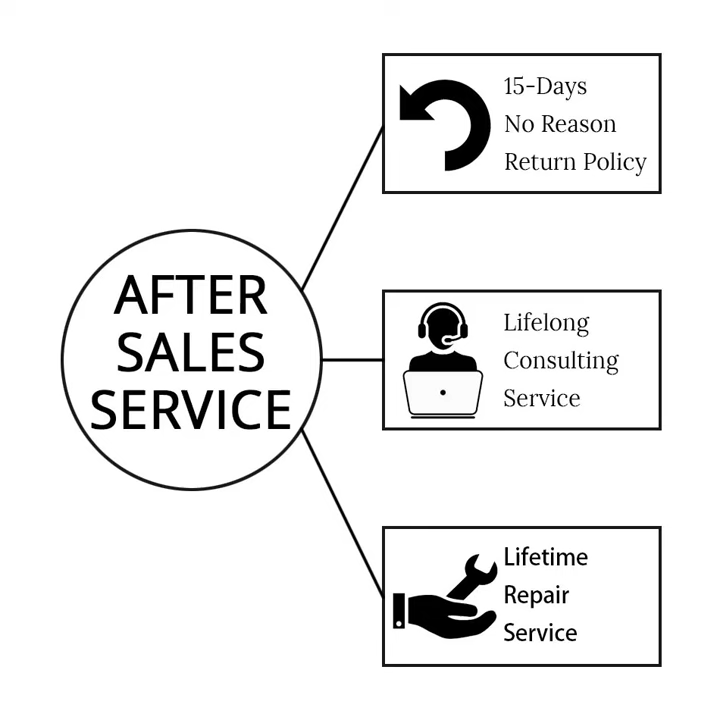 AFTER
SALES
SERVICE
15-Days
No Reason
Return Policy
Lifelong
Consulting
Service
Lifetime
Repair
Service